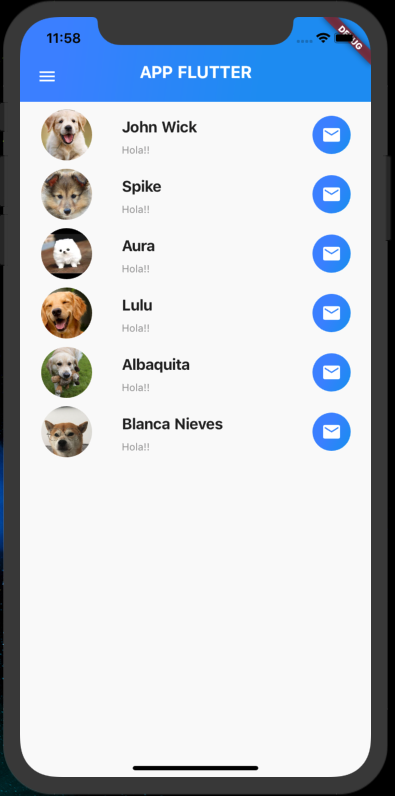 11:58
DEBUG
APP FLUTTER
John Wick
Hola!!
Spike
Hola!!
Aura
Hola!!
Lulu
Hola!!
Albaquita
Hola!!
Blanca Nieves
Hola!!